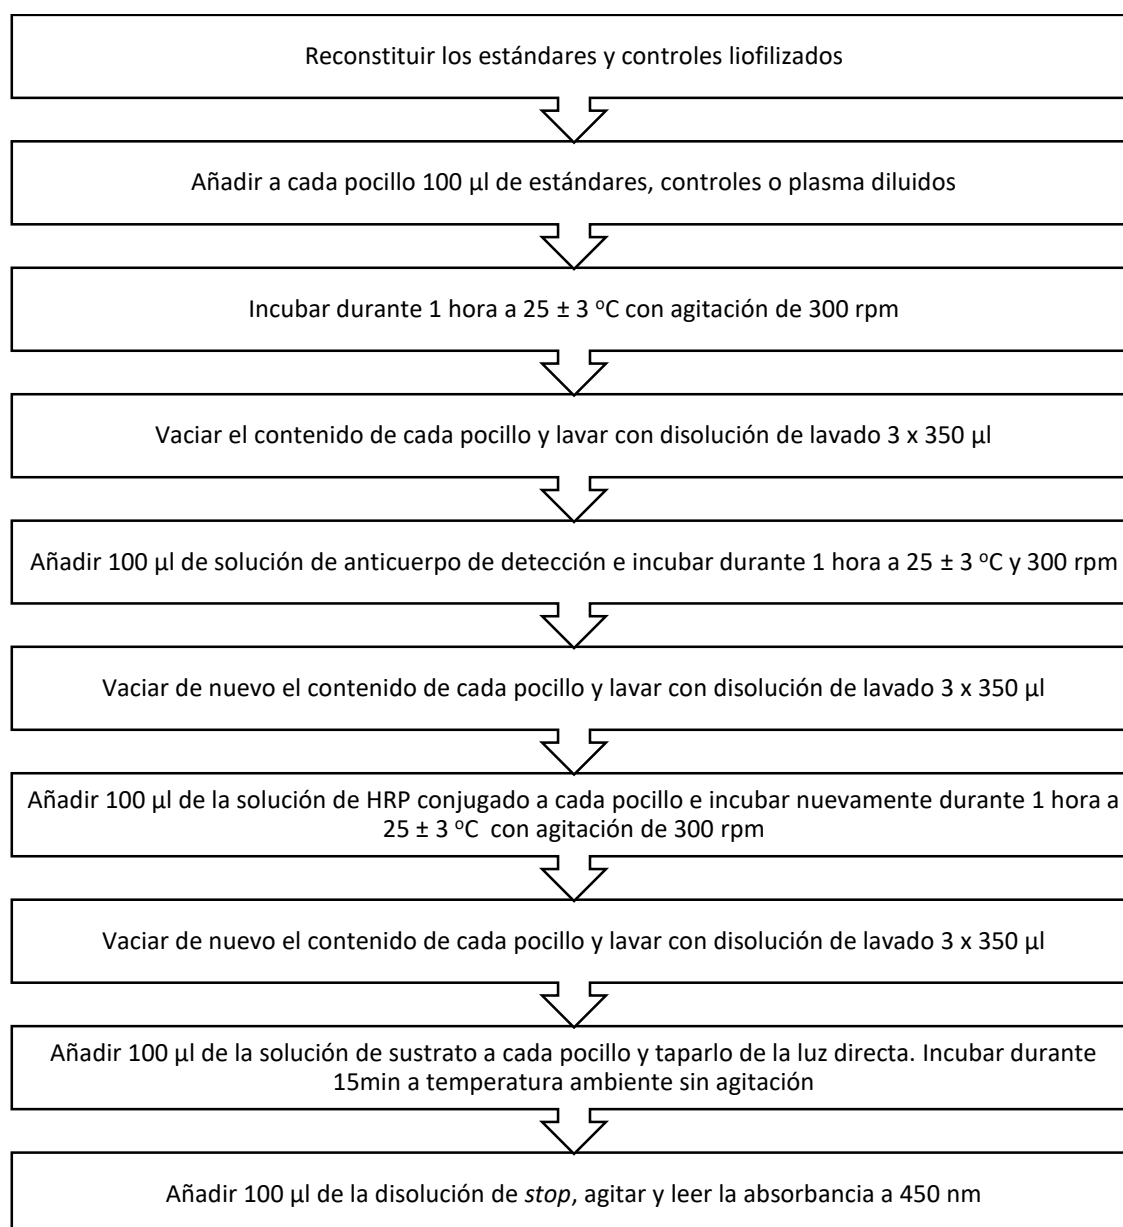 Reconstituir los estándares y controles liofilizados
Añadir a cada pocillo 100 µl de estándares, controles o plasma diluidos
Incubar durante 1 hora a 25 ± 3 ºC con agitación de 300 rpm
Vaciar el contenido de cada pocillo y lavar con disolución de lavado 3 x 350 µl
Añadir 100 µl de solución de anticuerpo de detección e incubar durante 1 hora a 25 ± 3 ºC y 300 rpm
Vaciar de nuevo el contenido de cada pocillo y lavar con disolución de lavado 3 x 350 µl
Añadir 100 µl de la solución de HRP conjugado a cada pocillo e incubar nuevamente durante 1 hora a
25 ± 3 ºC con agitación de 300 rpm
Vaciar de nuevo el contenido de cada pocillo y lavar con disolución de lavado 3 x 350 µl
Añadir 100 µl de la solución de sustrato a cada pocillo y taparlo de la luz directa. Incubar durante
15min a temperatura ambiente sin agitación
Añadir 100 µl de la disolución de stop, agitar y leer la absorbancia a 450 nm